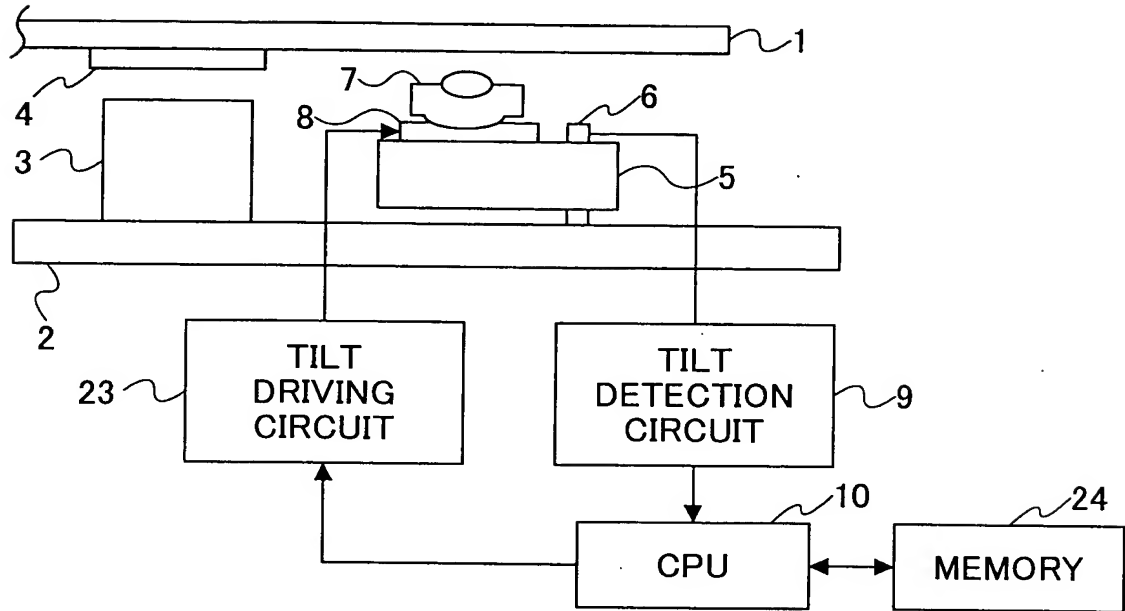 1
4
7
6
8
3
5
2
TILT
DRIVING
CIRCUIT
23
TILT
DETECTION
CIRCUIT
9
10
24
CPU
MEMORY